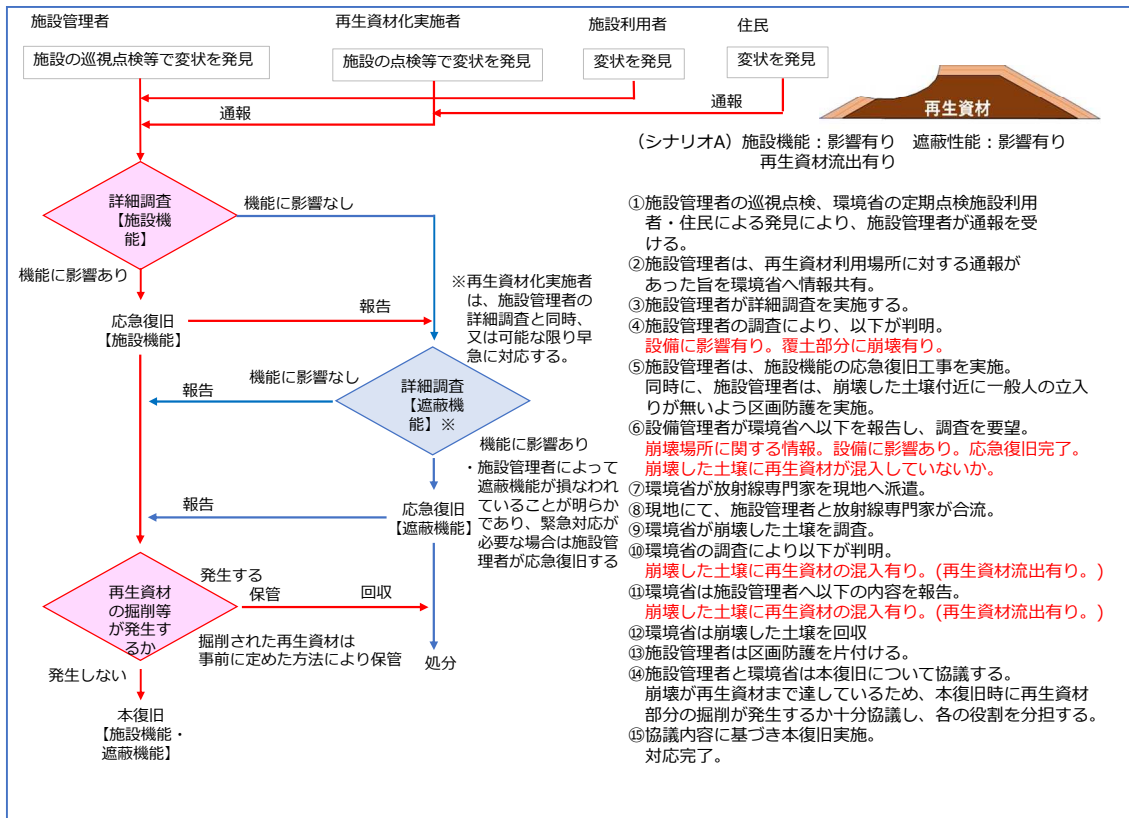 施設管理者
再生資材化実施者
施設利用者
住民
施設の巡視点検等で変状を発見
施設の点検等で変状を発見
変状を発見
変状を発見
通報
通報
再生資材
(シナリオA) 施設機能：影響有り　遮蔽性能：影響有り
再生資材流出有り
詳細調査
【施設機
能】
機能に影響なし
機能に影響あり
応急復旧
【施設機能】
報告
※再生資材化実施者
は、施設管理者の
詳細調査と同時、
又は可能な限り早
急に対応する。
機能に影響なし
報告
詳細調査
【遮蔽機
能】※
機能に影響あり
・施設管理者によって
遮蔽機能が損なわれ
ていることが明らか
であり、緊急対応が
必要な場合は施設管
理者が応急復旧する
報告
応急復旧
【遮蔽機能】
再生資材
の掘削等
が発生す
るか
発生する
保管
回収
掘削された再生資材は
事前に定めた方法により保管
処分
発生しない
本復旧
【施設機能・
遮蔽機能】
①施設管理者の巡視点検、環境省の定期点検施設利用
者・住民による発見により、施設管理者が通報を受
ける。
②施設管理者は、再生資材利用場所に対する通報が
あった旨を環境省へ情報共有。
③施設管理者が詳細調査を実施する。
④施設管理者の調査により、以下が判明。
設備に影響有り。覆土部分に崩壊有り。
⑤施設管理者は、施設機能の応急復旧工事を実施。
同時に、施設管理者は、崩壊した土壌付近に一般人の立入
りが無いよう区画防護を実施。
⑥設備管理者が環境省へ以下を報告し、調査を要望。
崩壊場所に関する情報。設備に影響あり。応急復旧完了。
崩壊した土壌に再生資材が混入していないか。
⑦環境省が放射線専門家を現地へ派遣。
⑧現地にて、施設管理者と放射線専門家が合流。
⑨環境省が崩壊した土壌を調査。
⑩環境省の調査により以下が判明。
崩壊した土壌に再生資材の混入有り。(再生資材流出有り。)
⑪環境省は施設管理者へ以下の内容を報告。
崩壊した土壌に再生資材の混入有り。(再生資材流出有り。)
⑫環境省は崩壊した土壌を回収
⑬施設管理者は区画防護を片付ける。
⑭施設管理者と環境省は本復旧について協議する。
崩壊が再生資材まで達しているため、本復旧時に再生資材
部分の掘削が発生するか十分協議し、各の役割を分担する。
⑮協議内容に基づき本復旧実施。
対応完了。